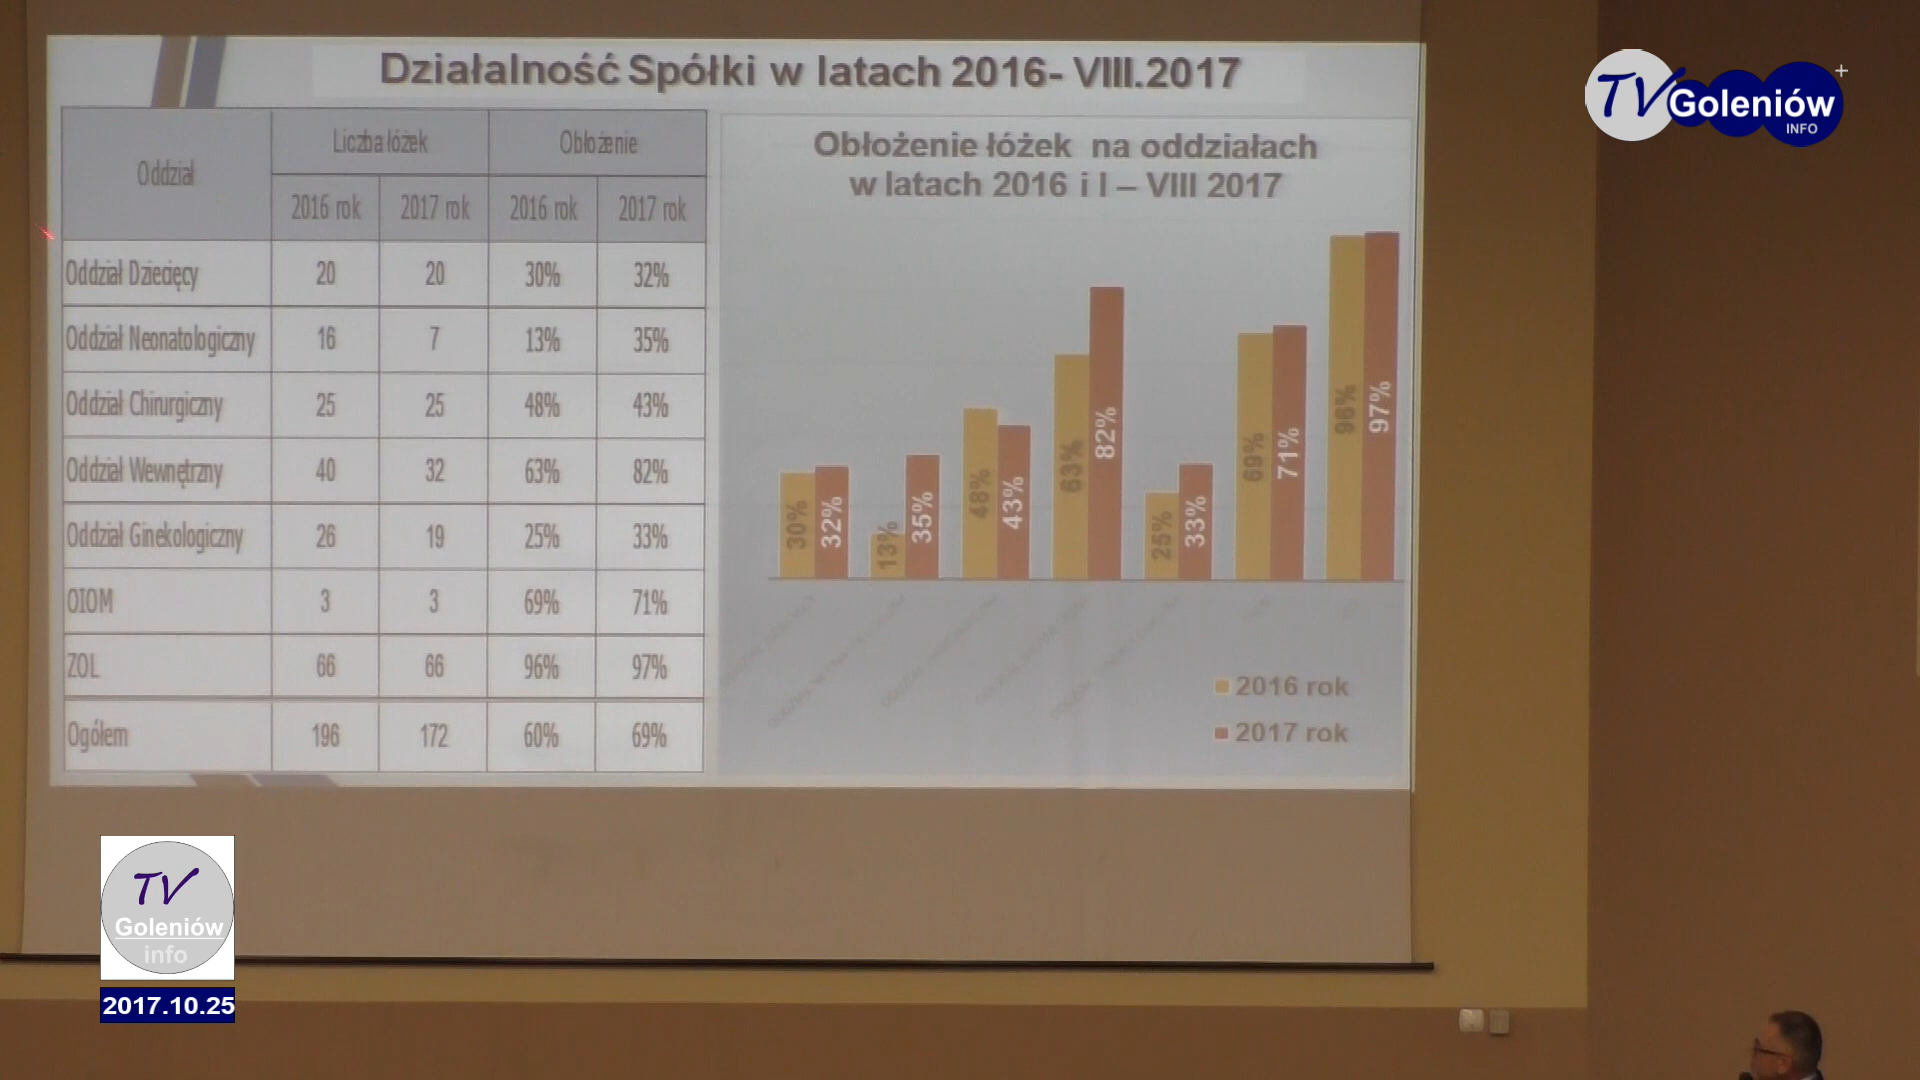 Działalność Spółki w latach 2016- VIII.2017
Oddział
Liczba łóżek
Obłożenie
2016 rok
2017 rok
2016 rok
2017 rok
Oddział Dziecięcy 20 20 30% 32%
Oddział Neonatologiczny 16 7 13% 35%
Oddział Chirurgiczny 25 25 48% 43%
Oddział Wewnętrzny 40 32 63% 82%
Oddział Ginekologiczny 26 19 25% 33%
OIOM 3 3 69% 71%
ZOL 66 66 96% 97%
Ogółem 196 172 60% 69%
Obłożenie łóżek na oddziałach
w latach 2016 i I – VIII 2017
30% 32% 13% 35% 48% 43% 63% 82% 25% 33% 69% 71% 96% 97%
2016 rok
2017 rok
TV Goleniów +
INFO
TV
Goleniów
info
2017.10.25